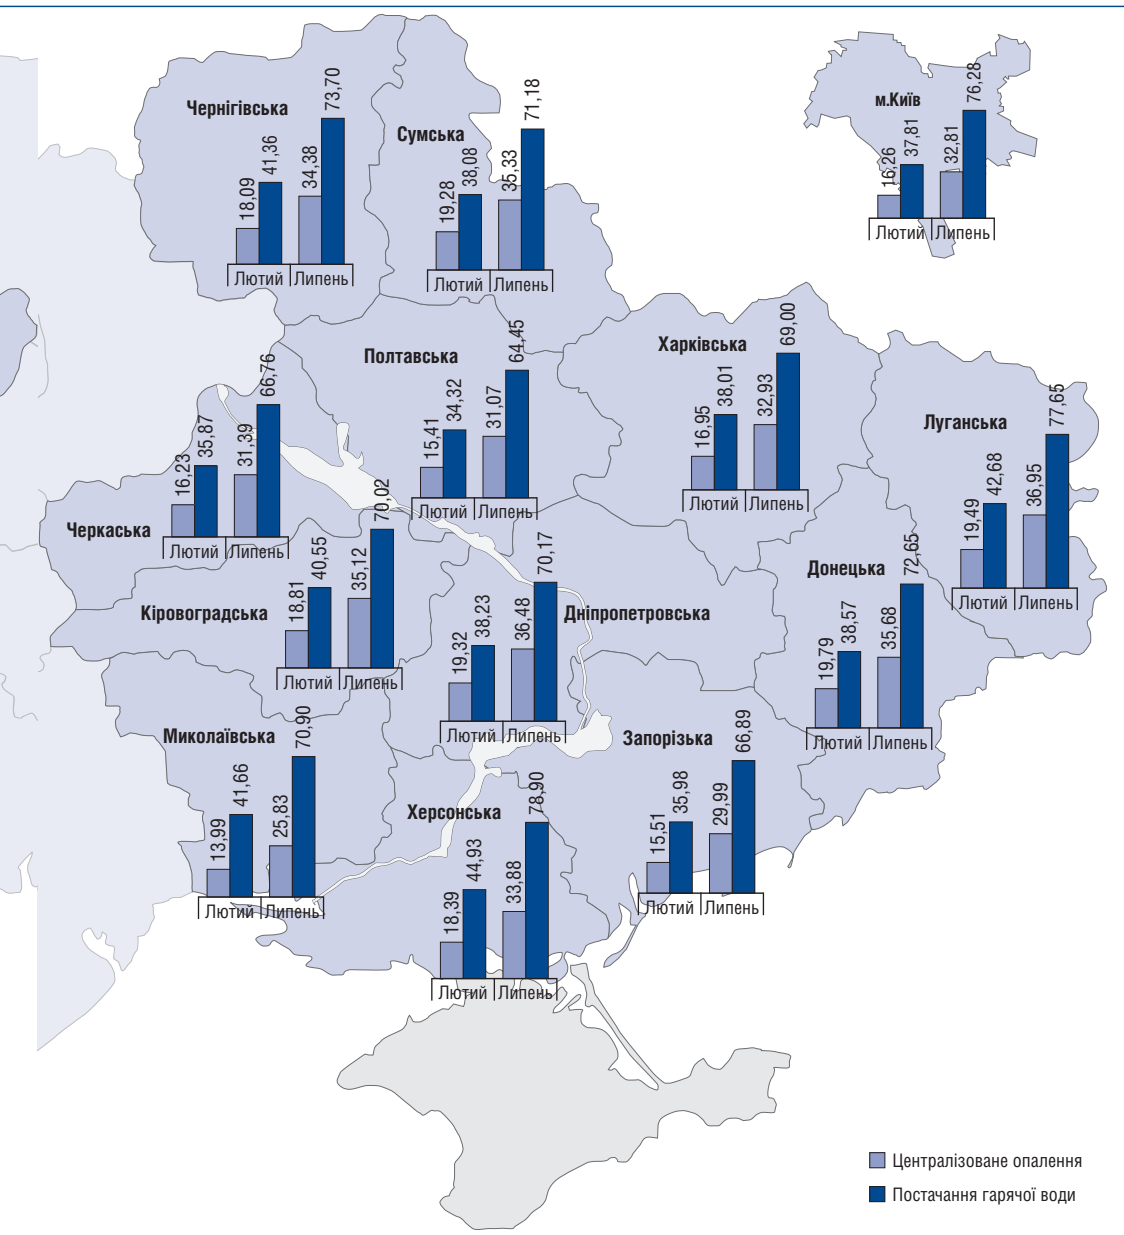 Чернігівська
18,09
41,36
34,38
73,70
Лютий
Липень
Сумська
19,28
38,08
35,33
71,18
Лютий
Липень
м.Київ
16,26
37,81
32,81
76,28
Лютий
Липень
Полтавська
15,41
34,32
31,07
64,45
Лютий
Липень
Харківська
16,95
38,01
32,93
69,00
Лютий
Липень
Луганська
19,49
42,68
36,95
77,65
Лютий
Липень
Черкаська
16,23
35,87
31,39
66,76
Лютий
Липень
Кіровоградська
18,81
40,55
35,12
70,02
Лютий
Липень
Дніпропетровська
19,32
38,23
36,48
70,17
Лютий
Липень
Донецька
19,79
38,57
35,68
72,65
Лютий
Липень
Миколаївська
13,99
41,66
25,83
70,90
Лютий
Липень
Херсонська
18,39
44,93
33,88
78,90
Лютий
Липень
Запорізька
15,51
35,98
29,99
66,89
Лютий
Липень
Централізоване опалення
Постачання гарячої води